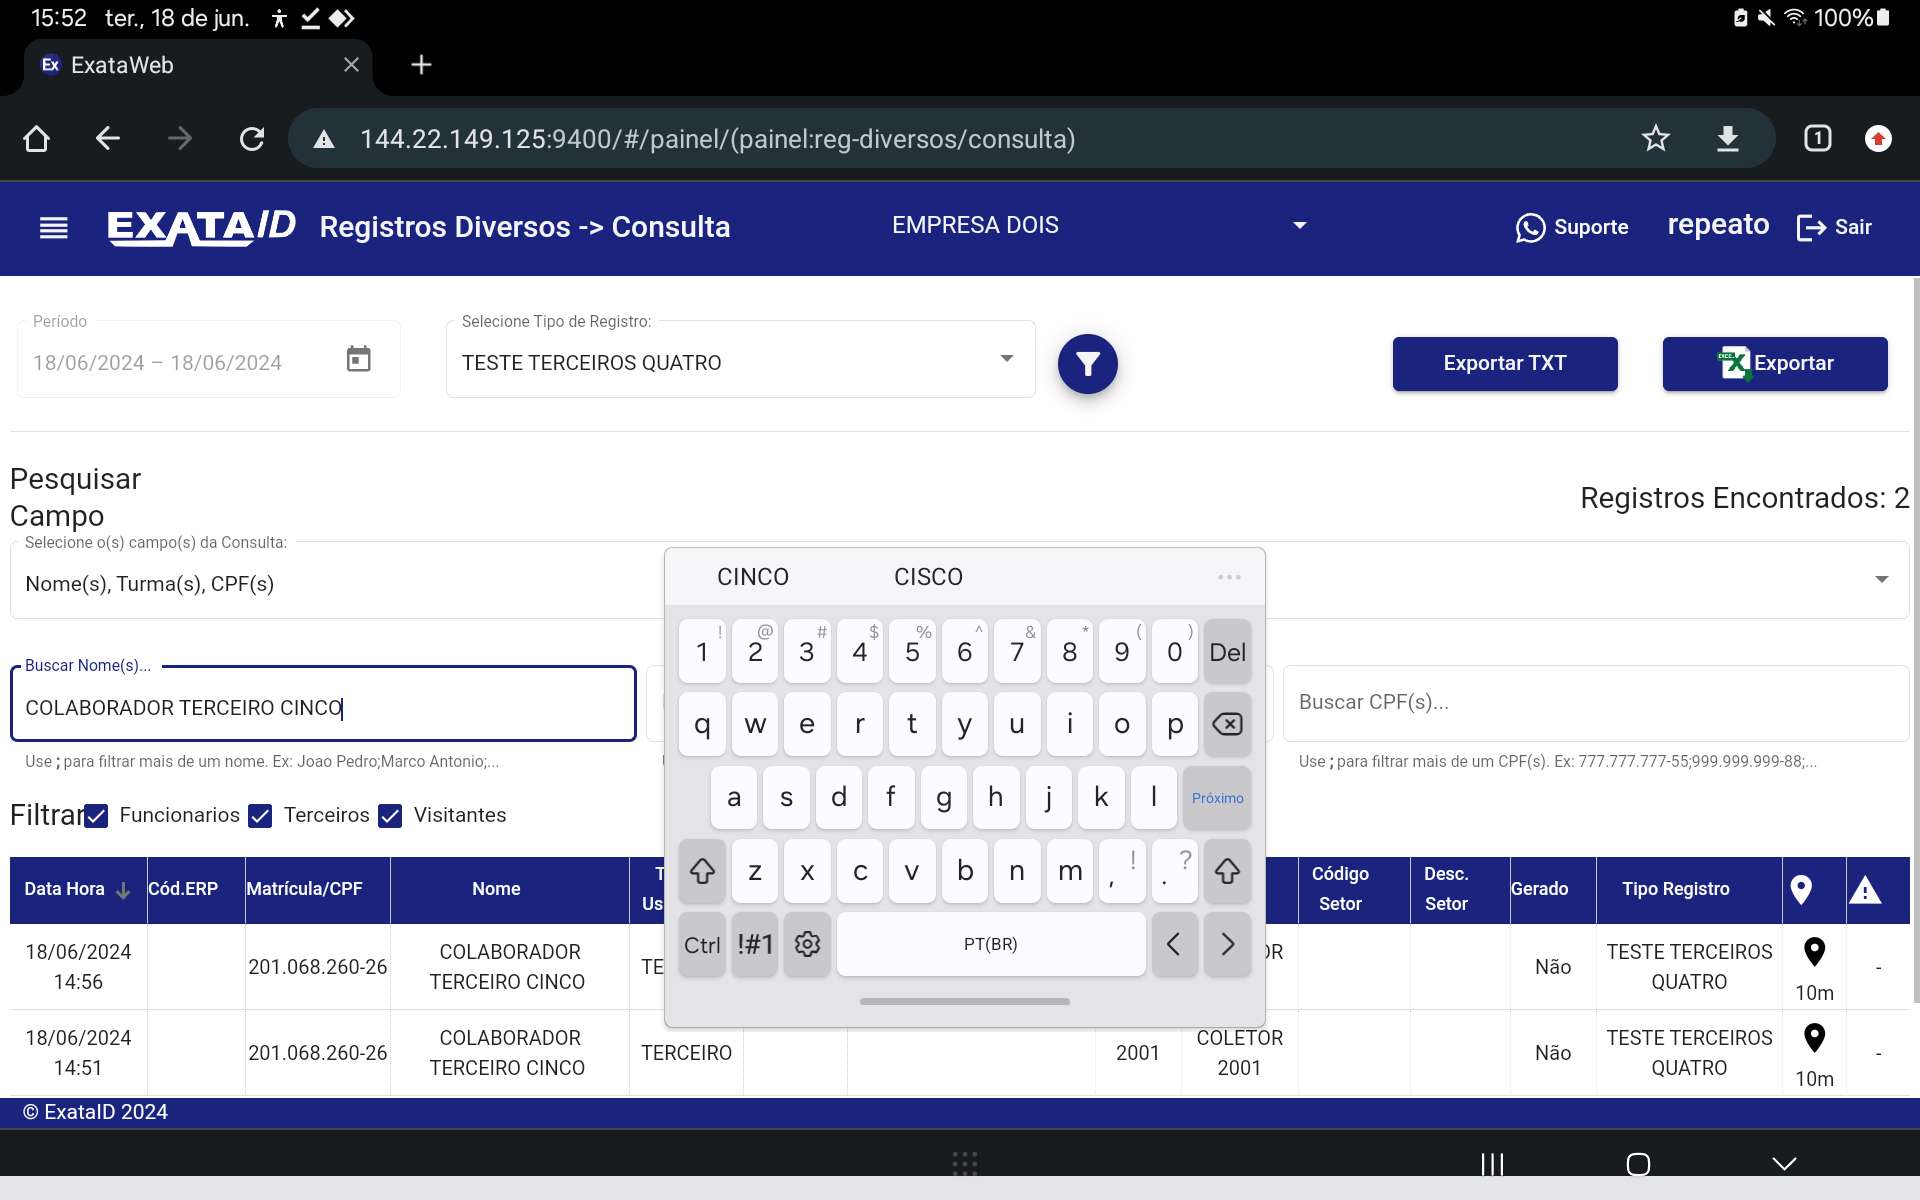 15:52 ter., 18 de jun. 100%
Ex ExataWeb
144.22.149.125:9400/#/painel/(painel:reg-diversos/consulta) 1
EXATAID Registros Diversos -> Consulta EMPRESA DOIS Suporte repeato Sair
Período Selecione Tipo de Registro:
18/06/2024 – 18/06/2024 TESTE TERCEIROS QUATRO Exportar TXT Exportar
Pesquisar
Campo
Registros Encontrados: 2
Selecione o(s) campo(s) da Consulta:
Nome(s), Turma(s), CPF(s)
CINCO CISCO ...
! @ # $ % ^ & * ( )
1 2 3 4 5 6 7 8 9 0 Del
q w e r t y u i o p
a s d f g h j k l Próximo
z x c v b n m , ! . ?
Ctrl !#1 PT(BR) < >
Buscar Nome(s)...
COLABORADOR TERCEIRO CINCO
Buscar CPF(s)...
Use ; para filtrar mais de um nome. Ex: Joao Pedro;Marco Antonio;...
Use ; para filtrar mais de um CPF(s). Ex: 777.777.777-55;999.999.999-88;...
Filtrar Funcionarios Terceiros Visitantes
Data Hora Cód.ERP Matrícula/CPF Nome Código Setor Desc. Setor Gerado Tipo Registro
18/06/2024 14:56 201.068.260-26 COLABORADOR TERCEIRO CINCO Não TESTE TERCEIROS QUATRO 10m -
18/06/2024 14:51 201.068.260-26 COLABORADOR TERCEIRO CINCO TERCEIRO 2001 COLETOR 2001 Não TESTE TERCEIROS QUATRO 10m -
© ExataID 2024